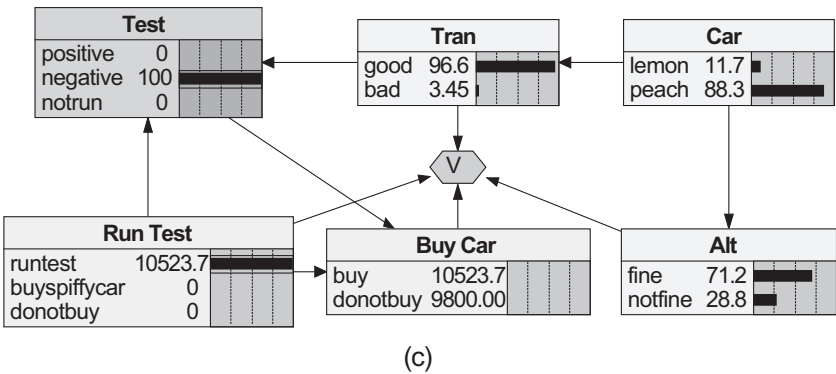 Test
positive 0
negative 100
notrun 0
Tran
good 96.6
bad 3.45
Car
lemon 11.7
peach 88.3
V
Run Test
runtest 10523.7
buyspiffycar 0
donotbuy 0
Buy Car
buy 10523.7
donotbuy 9800.00
Alt
fine 71.2
notfine 28.8
(c)